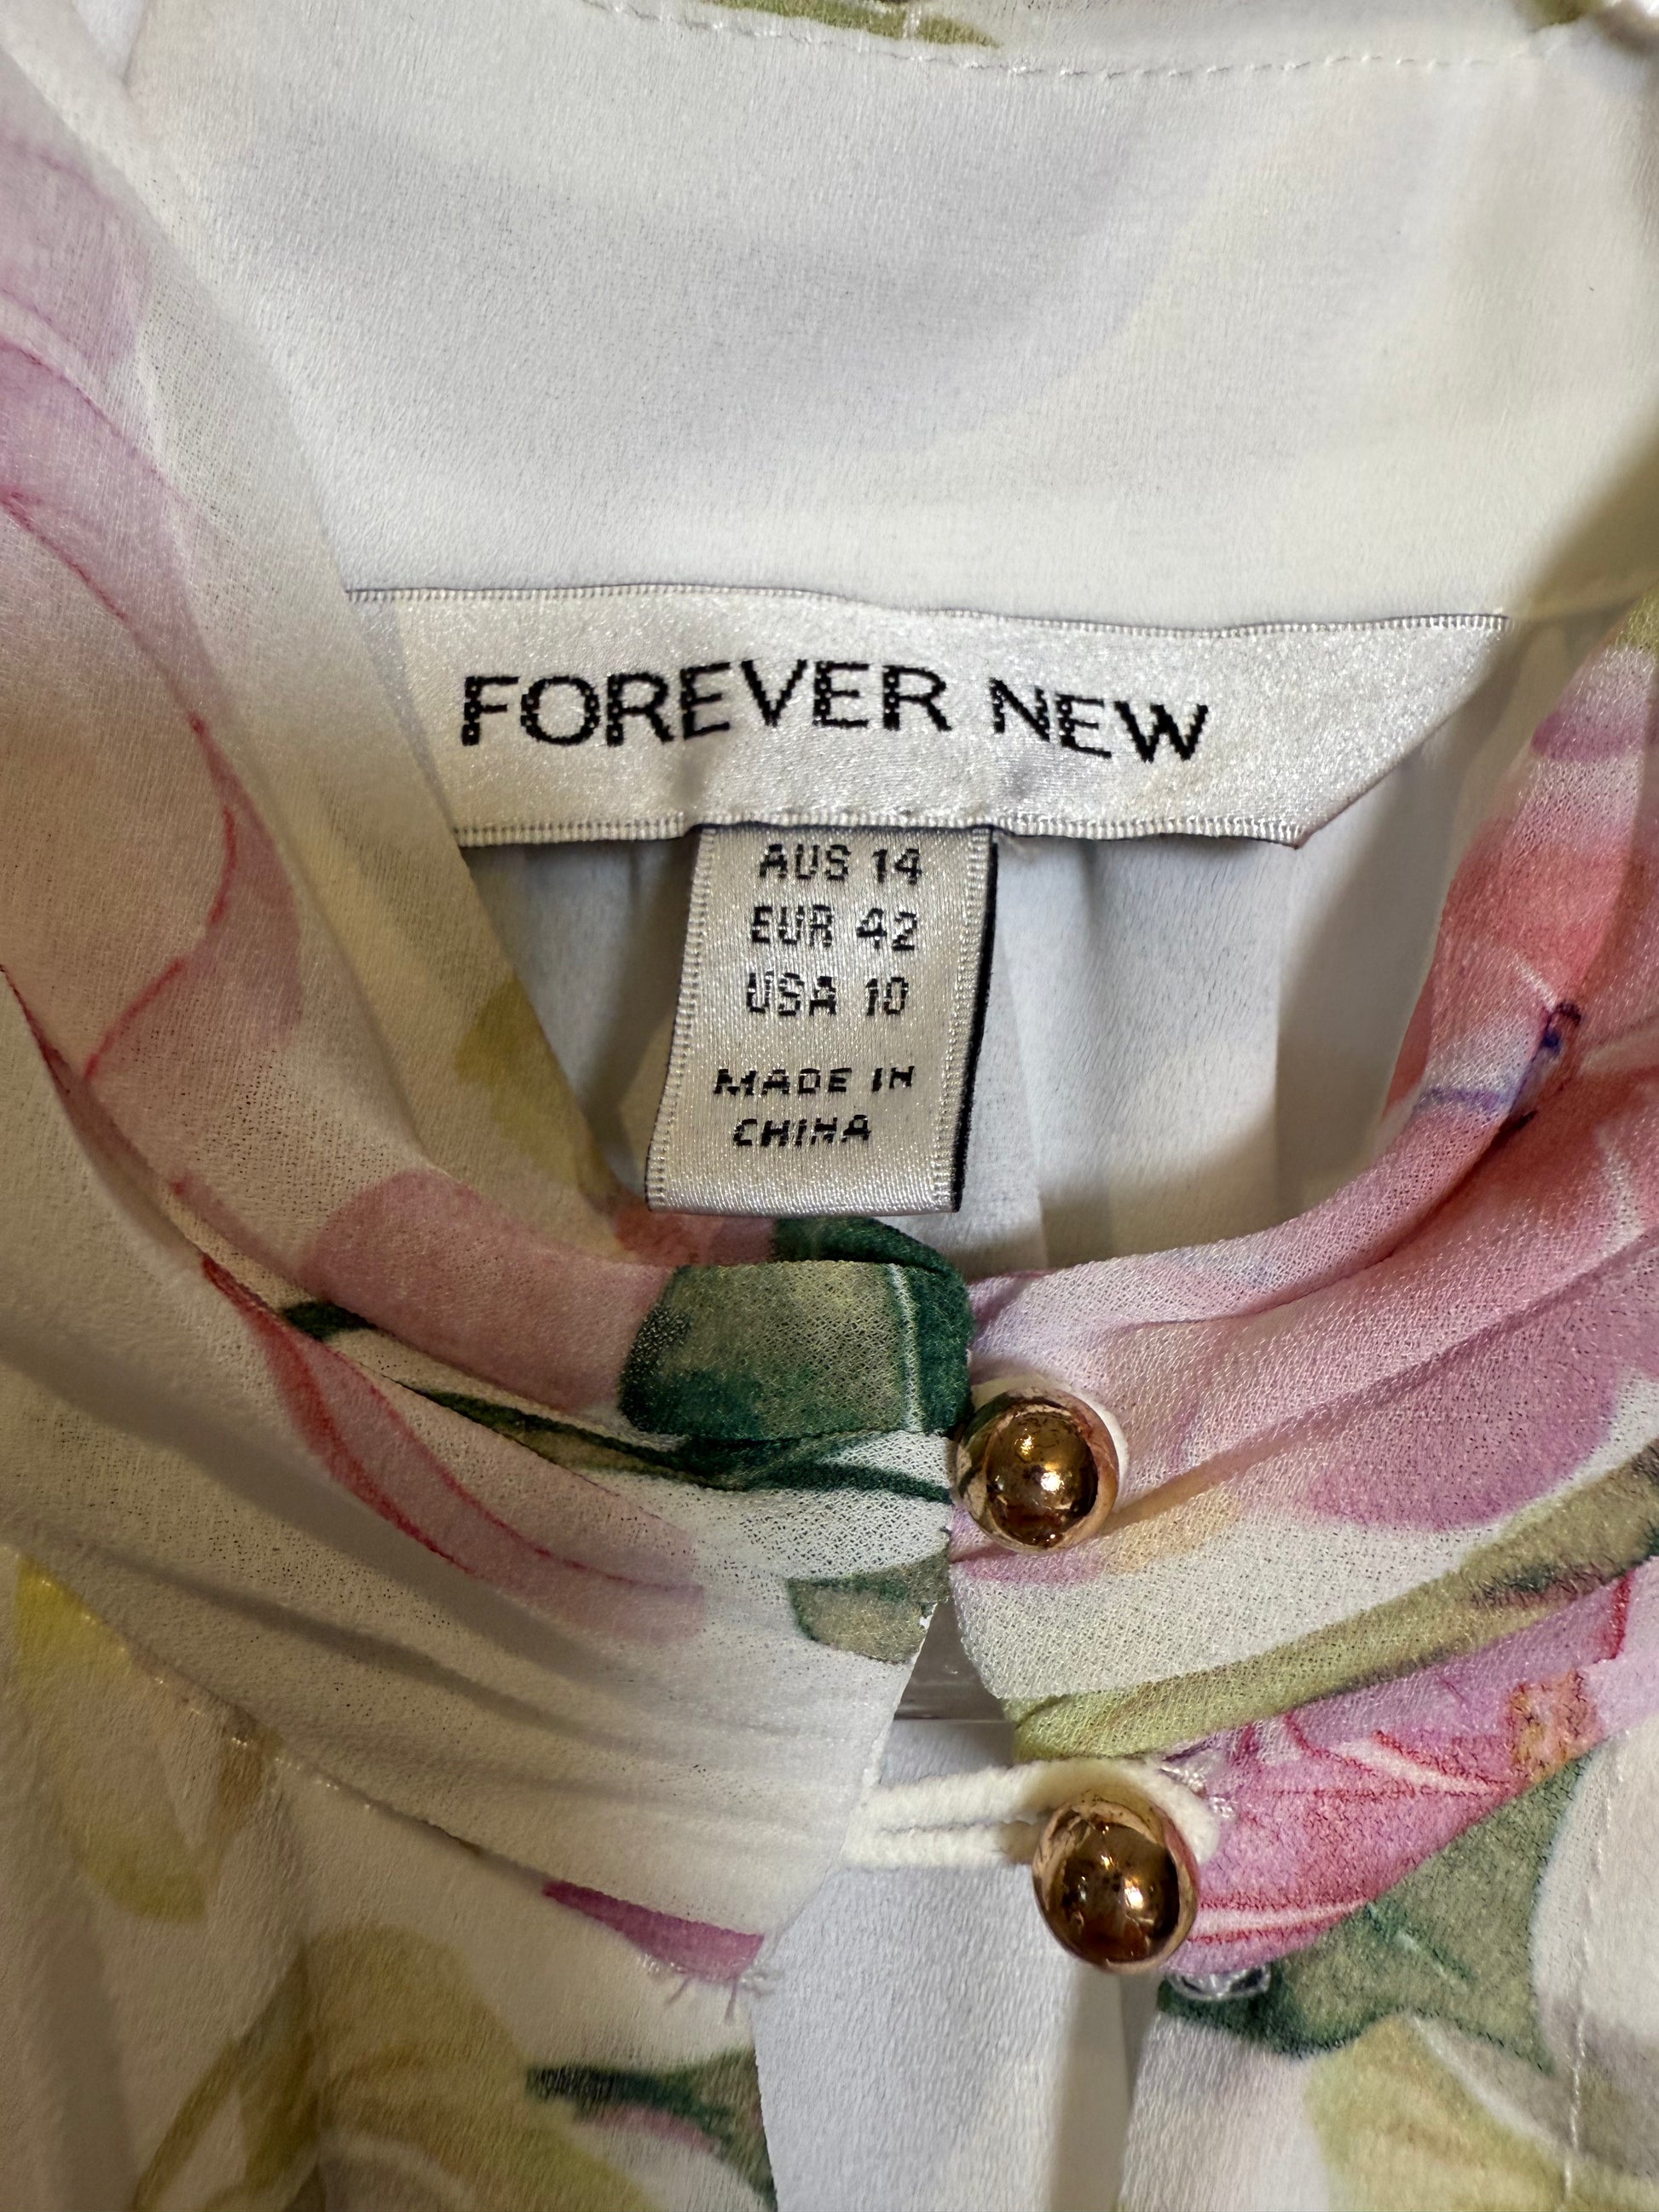 FOREVER NEW
AUS 14
EUR 42
USA 10
MADE IN
CHINA